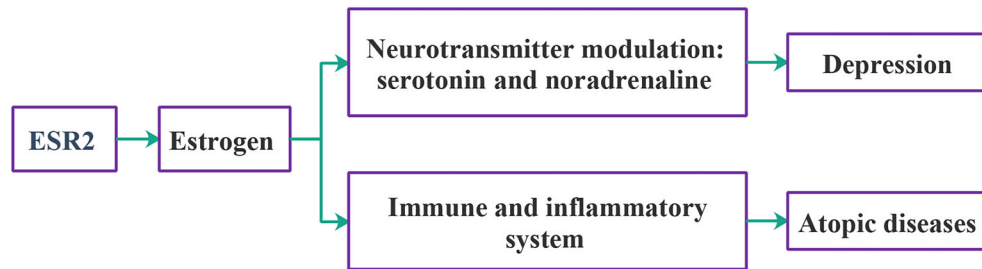 ESR2
Estrogen
Neurotransmitter modulation:
serotonin and noradrenaline
Depression
Immune and inflammatory
system
Atopic diseases